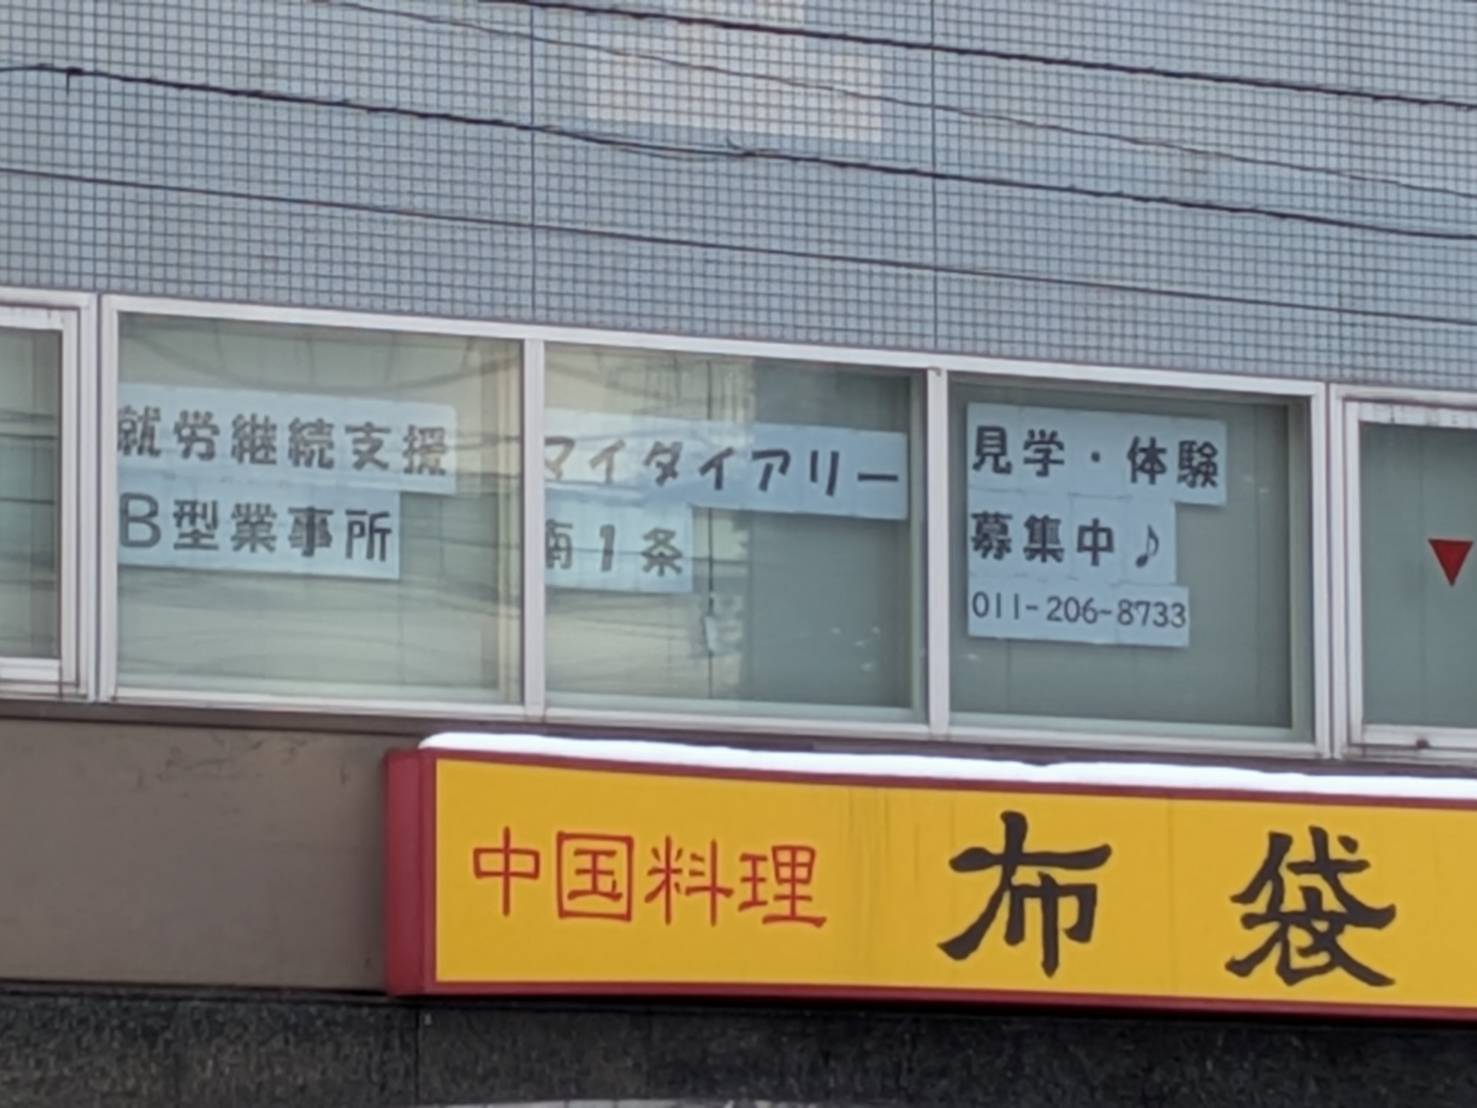 就労継続支援
B型業事所
マイダイアリー
南1条
見学・体験
募集中♪
011-206-8733
中国料理 布袋